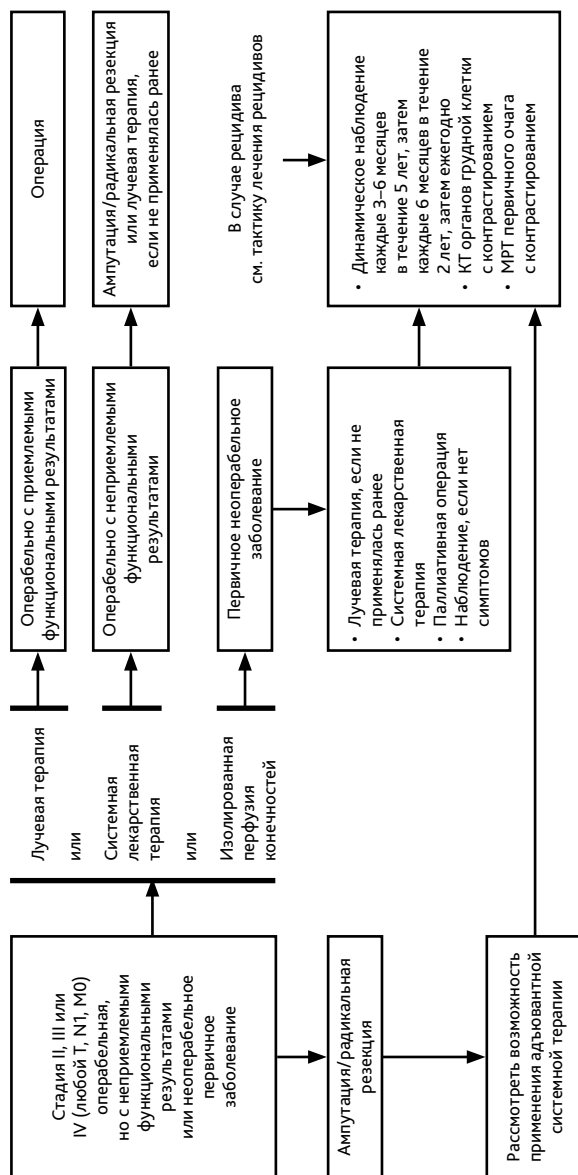 Стадия II, III или
IV (любой T, N1, M0)
операбельная,
но с неприемлемыми
функциональными
результатами
или неоперабельное
первичное
заболевание
Ампутация/радикальная
резекция
Рассмотреть возможность
применения адъювантной
системной терапии
Лучевая терапия
или
Системная
лекарственная
терапия
или
Изолированная
перфузия
конечностей
Операбельно с приемлемыми
функциональными результатами
Операбельно с неприемлемыми
функциональными
результатами
Первичное неоперабельное
заболевание
• Лучевая терапия, если не
применялась ранее
• Системная лекарственная
терапия
• Паллиативная операция
• Наблюдение, если нет
симптомов
Операция
Ампутация/радикальная резекция
или лучевая терапия,
если не применялась ранее
В случае рецидива
см. тактику лечения рецидивов
• Динамическое наблюдение
каждые 3–6 месяцев
в течение 5 лет, затем
каждые 6 месяцев в течение
2 лет, затем ежегодно
• КТ органов грудной клетки
с контрастированием
• МРТ первичного очага
с контрастированием